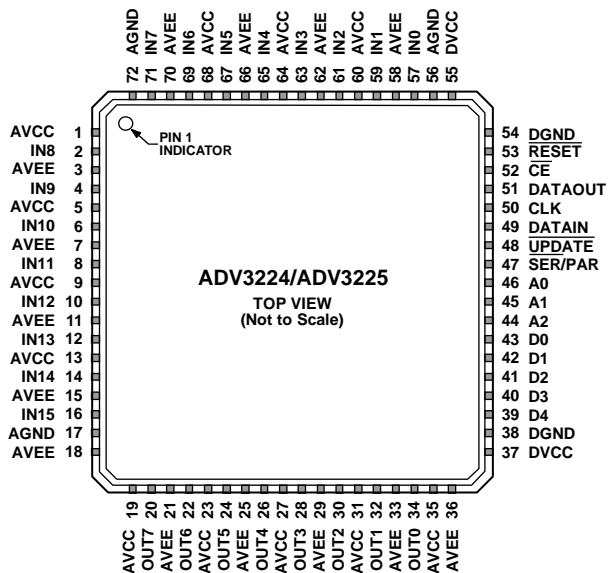 72 AGND
71 IN7
70 AVEE
69 IN6
68 AVCC
67 IN5
66 AVEE
65 IN4
64 AVCC
63 IN3
62 AVEE
61 IN2
60 AVCC
59 IN1
58 AVEE
57 IN0
56 AGND
55 DVCC
AVCC 1
IN8 2
AVEE 3
IN9 4
AVCC 5
IN10 6
AVEE 7
IN11 8
AVCC 9
IN12 10
AVEE 11
IN13 12
AVCC 13
IN14 14
AVEE 15
IN15 16
AGND 17
AVEE 18
PIN 1
INDICATOR
ADV3224/ADV3225
TOP VIEW
(Not to Scale)
54 DGND
53 RESET
52 CE
51 DATAOUT
50 CLK
49 DATAIN
48 UPDATE
47 SER/PAR
46 A0
45 A1
44 A2
43 D0
42 D1
41 D2
40 D3
39 D4
38 DGND
37 DVCC
AVCC 19
OUT7 20
AVEE 21
OUT6 22
AVCC 23
OUT5 24
AVEE 25
OUT4 26
AVCC 27
OUT3 28
AVEE 29
OUT2 30
AVCC 31
OUT1 32
AVEE 33
OUT0 34
AVCC 35
AVEE 36